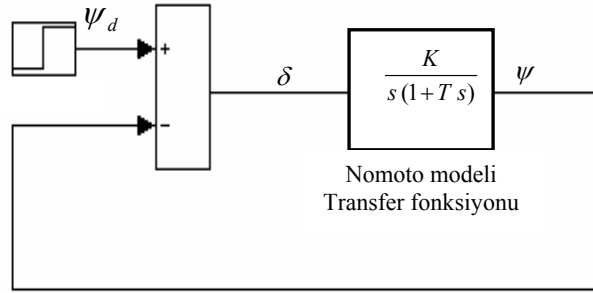 ψd
+
−
δ
K
s (1+T s)
ψ
Nomoto modeli
Transfer fonksiyonu